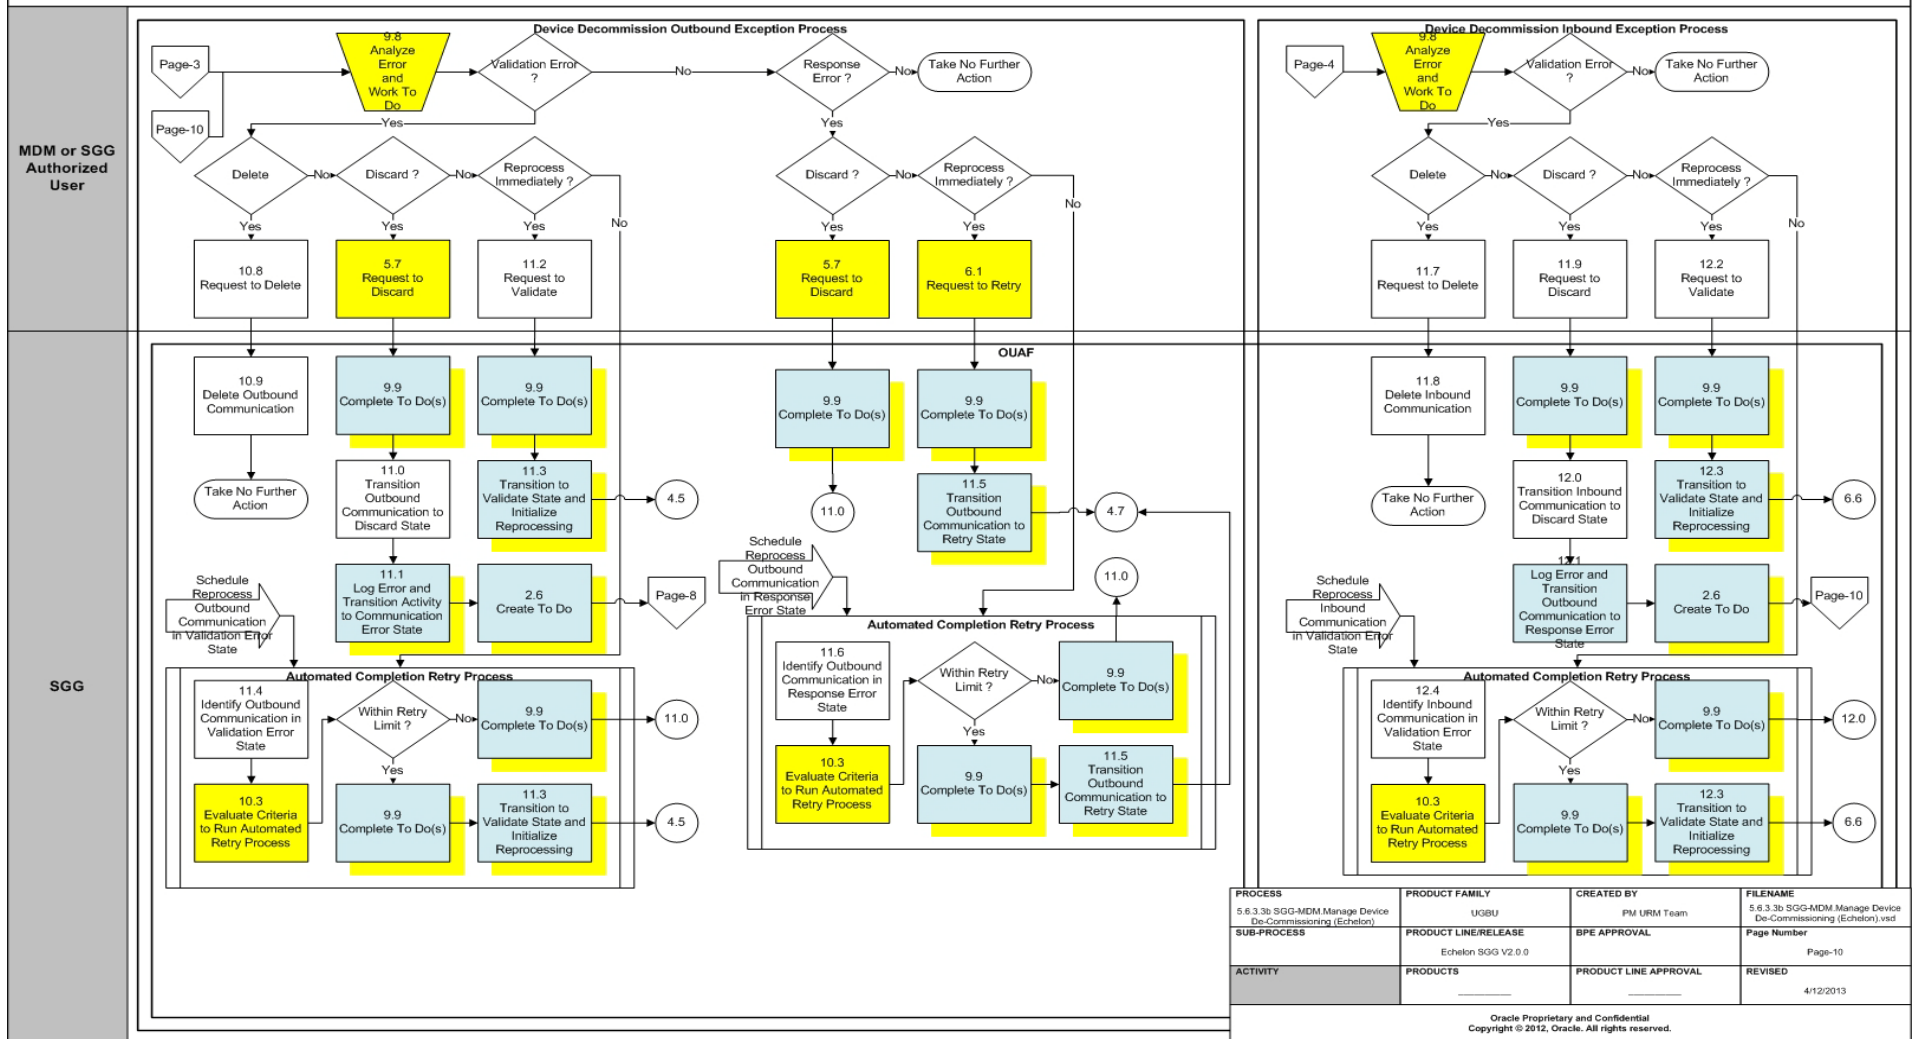 Device Decommission Outbound Exception Process
Page-3
Page-10
9.8
Analyze
Error
and
Work To
Do
Validation Error
?
No
Response
Error ?
No
Take No Further
Action
Yes
Yes
Delete
No
Discard ?
No
Reprocess
Immediately ?
No
Discard ?
No
Reprocess
Immediately ?
No
Yes
Yes
Yes
Yes
Yes
10.8
Request to Delete
5.7
Request to
Discard
11.2
Request to
Validate
5.7
Request to
Discard
6.1
Request to Retry
Device Decommission Inbound Exception Process
Page-4
9.8
Analyze
Error
and
Work To
Do
Validation Error
?
No
Take No Further
Action
Yes
Delete
No
Discard ?
No
Reprocess
Immediately ?
No
Yes
Yes
Yes
11.7
Request to Delete
11.9
Request to
Discard
12.2
Request to
Validate
MDM or SGG
Authorized
User
SGG
OUAF
10.9
Delete Outbound
Communication
9.9
Complete To Do(s)
9.9
Complete To Do(s)
Take No Further
Action
11.0
Transition
Outbound
Communication to
Discard State
11.3
Transition to
Validate State and
Initialize
Reprocessing
4.5
11.1
Log Error and
Transition Activity
to Communication
Error State
2.6
Create To Do
Page-8
Schedule
Reprocess
Outbound
Communication
in Validation Error
State
Automated Completion Retry Process
11.4
Identify Outbound
Communication in
Validation Error
State
Within Retry
Limit ?
No
9.9
Complete To Do(s)
11.0
Yes
10.3
Evaluate Criteria
to Run Automated
Retry Process
9.9
Complete To Do(s)
11.3
Transition to
Validate State and
Initialize
Reprocessing
4.5
9.9
Complete To Do(s)
9.9
Complete To Do(s)
11.0
11.5
Transition
Outbound
Communication to
Retry State
4.7
Schedule
Reprocess
Outbound
Communication
in Response
Error State
11.0
Automated Completion Retry Process
11.6
Identify Outbound
Communication in
Response Error
State
Within Retry
Limit ?
No
9.9
Complete To Do(s)
Yes
10.3
Evaluate Criteria
to Run Automated
Retry Process
9.9
Complete To Do(s)
11.5
Transition
Outbound
Communication to
Retry State
11.8
Delete Inbound
Communication
9.9
Complete To Do(s)
9.9
Complete To Do(s)
Take No Further
Action
12.0
Transition Inbound
Communication to
Discard State
12.3
Transition to
Validate State and
Initialize
Reprocessing
6.6
12.1
Log Error and
Transition
Outbound
Communication to
Response Error
State
2.6
Create To Do
Page-10
Schedule
Reprocess
Inbound
Communication
in Validation Error
State
Automated Completion Retry Process
12.4
Identify Inbound
Communication in
Validation Error
State
Within Retry
Limit ?
No
9.9
Complete To Do(s)
12.0
Yes
10.3
Evaluate Criteria
to Run Automated
Retry Process
9.9
Complete To Do(s)
12.3
Transition to
Validate State and
Initialize
Reprocessing
6.6
PROCESS
5.6.3.3b SGG-MDM.Manage Device
De-Commissioning (Echelon)
PRODUCT FAMILY
UGBU
CREATED BY
PM URM Team
FILENAME
5.6.3.3b SGG-MDM.Manage Device
De-Commissioning (Echelon).vsd
SUB-PROCESS
PRODUCT LINE/RELEASE
Echelon SGG V2.0.0
BPE APPROVAL
Page Number
Page-10
ACTIVITY
PRODUCTS
PRODUCT LINE APPROVAL
REVISED
4/12/2013
Oracle Proprietary and Confidential
Copyright © 2012, Oracle. All rights reserved.